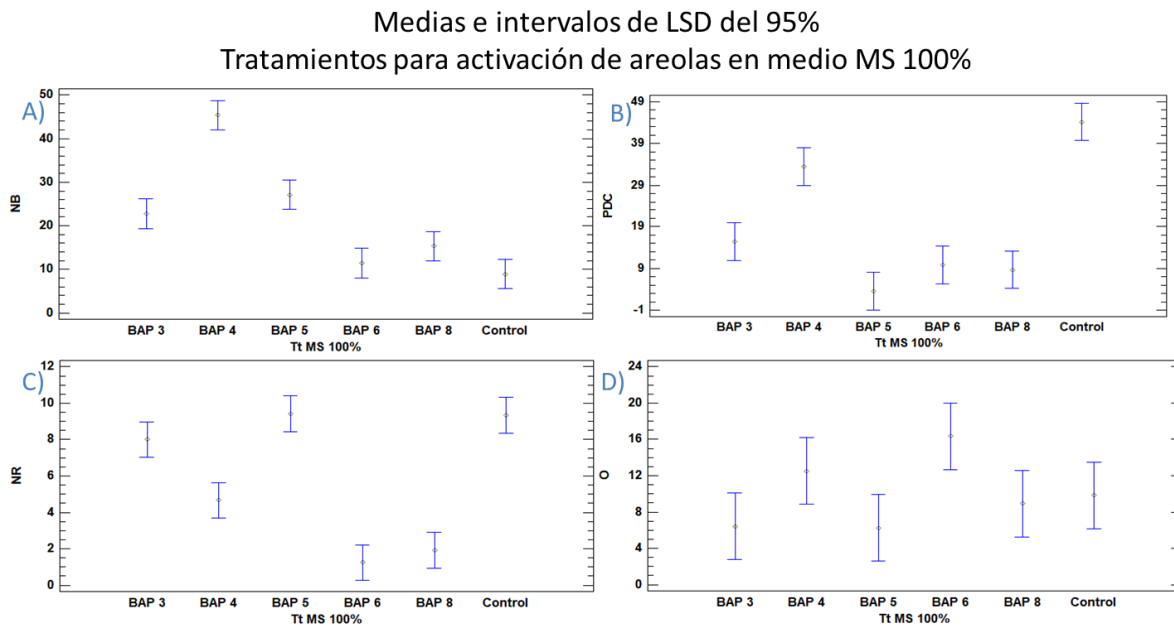 Medias e intervalos de LSD del 95%
Tratamientos para activación de areolas en medio MS 100%
A)
50
40
30
20
10
0
NB
BAP 3 BAP 4 BAP 5 BAP 6 BAP 8 Control
Tt MS 100%
B)
49
39
29
19
9
-1
PDC
BAP 3 BAP 4 BAP 5 BAP 6 BAP 8 Control
Tt MS 100%
C)
12
10
8
6
4
2
0
NR
BAP 3 BAP 4 BAP 5 BAP 6 BAP 8 Control
Tt MS 100%
D)
24
20
16
12
8
4
0
O
BAP 3 BAP 4 BAP 5 BAP 6 BAP 8 Control
Tt MS 100%